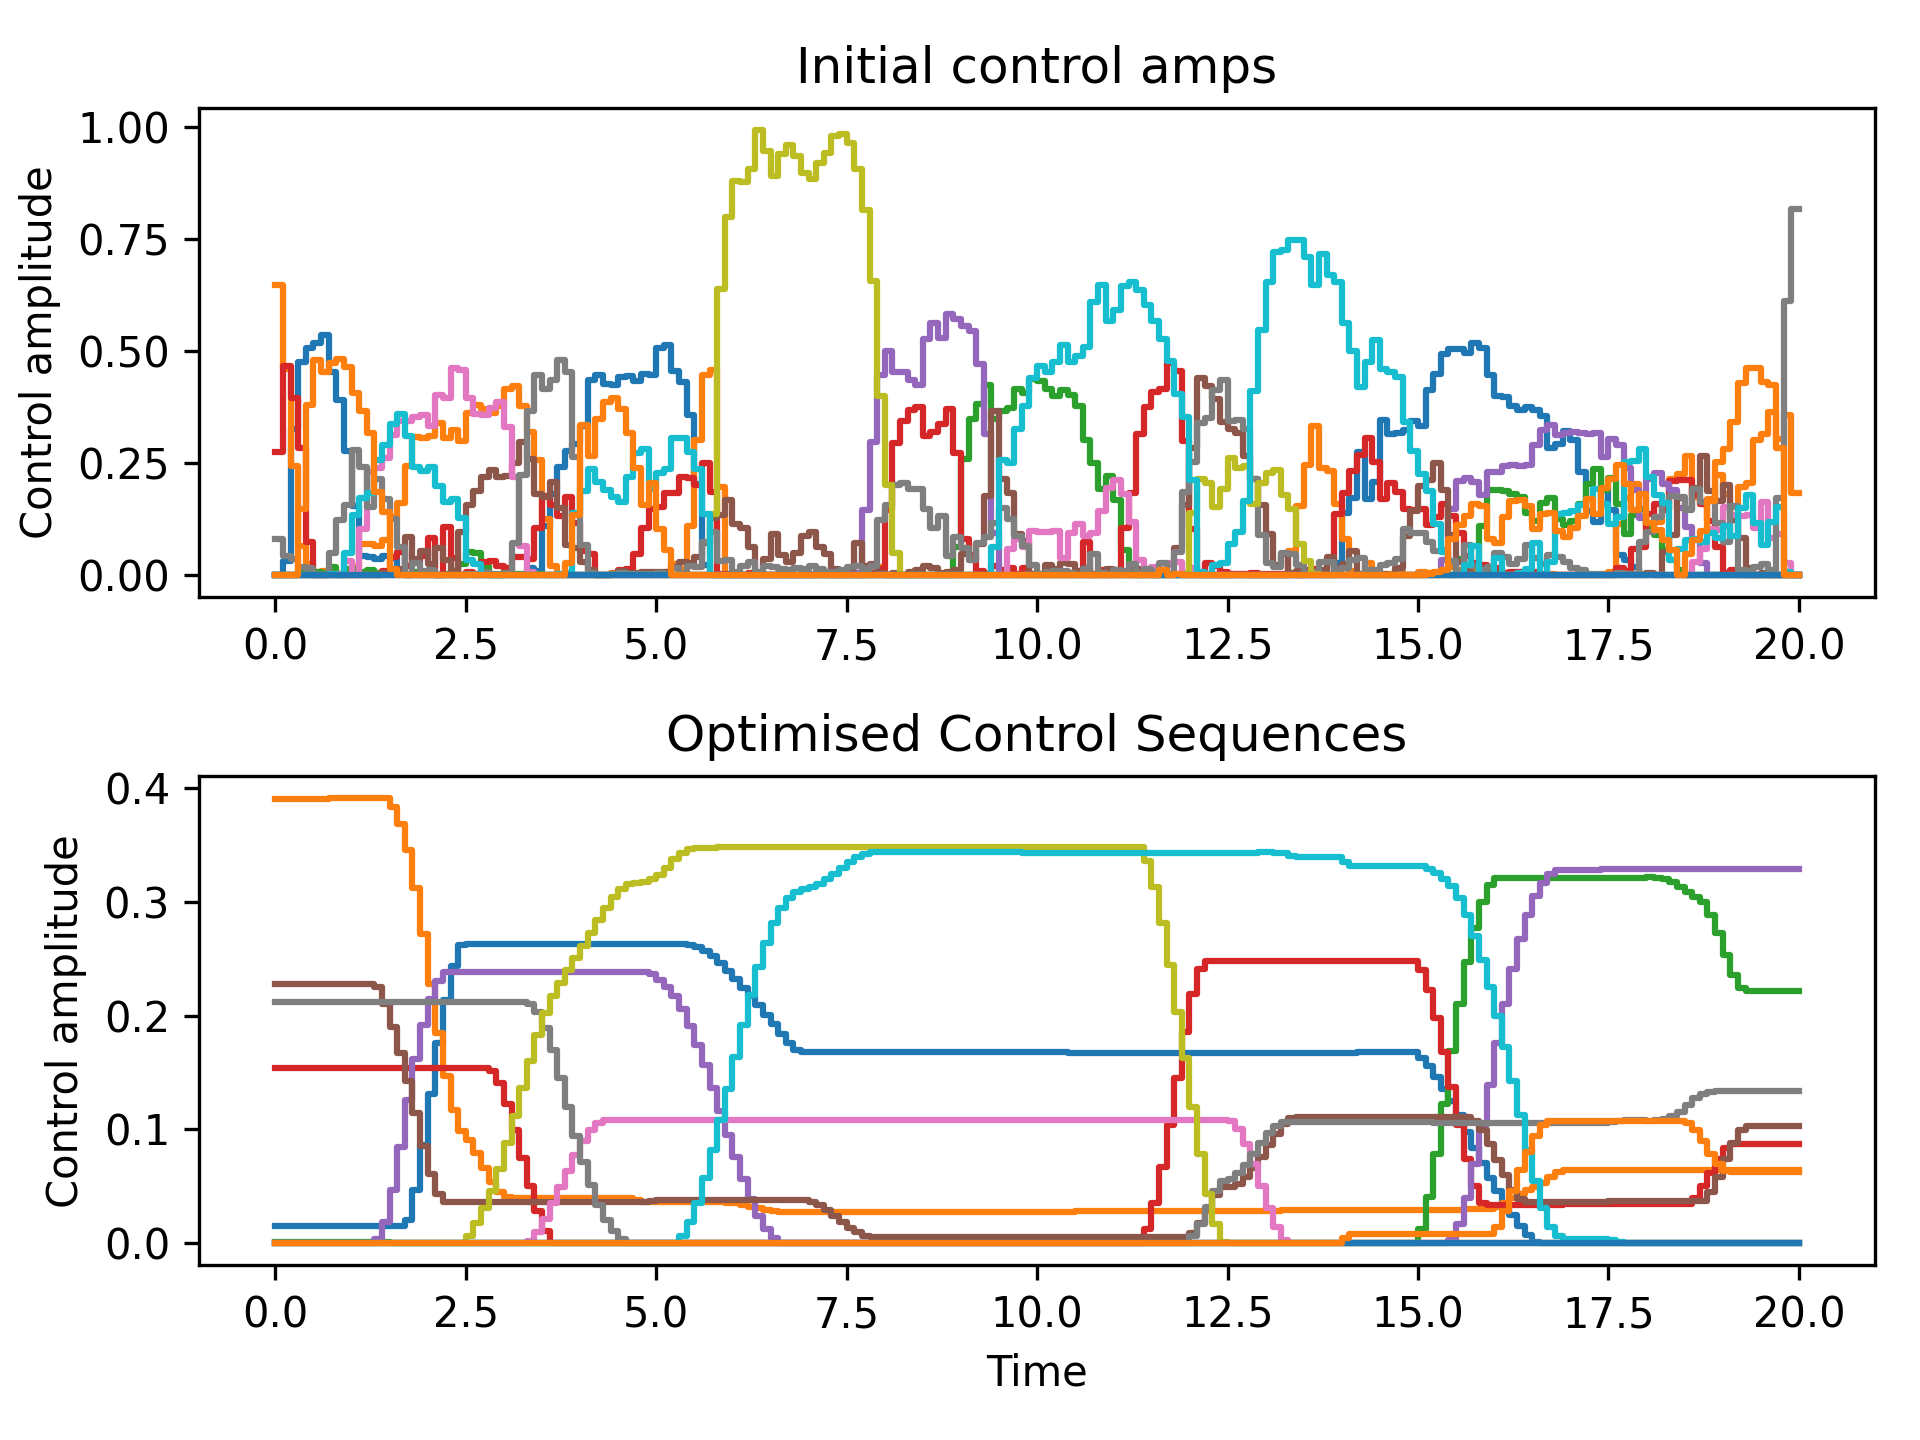 Initial control amps
Control amplitude
1.00
0.75
0.50
0.25
0.00
0.0 2.5 5.0 7.5 10.0 12.5 15.0 17.5 20.0
Optimised Control Sequences
Control amplitude
0.4
0.3
0.2
0.1
0.0
0.0 2.5 5.0 7.5 10.0 12.5 15.0 17.5 20.0
Time